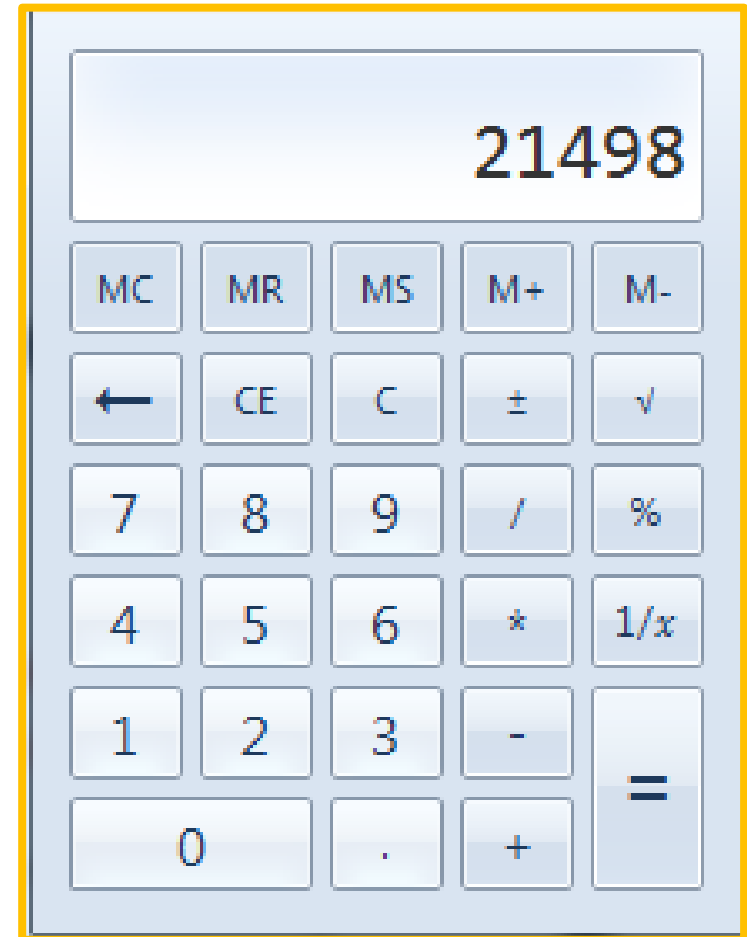 21498
MC MR MS M+ M-
← CE C ± √
7 8 9 / %
4 5 6 * 1/x
1 2 3 - =
0 . +